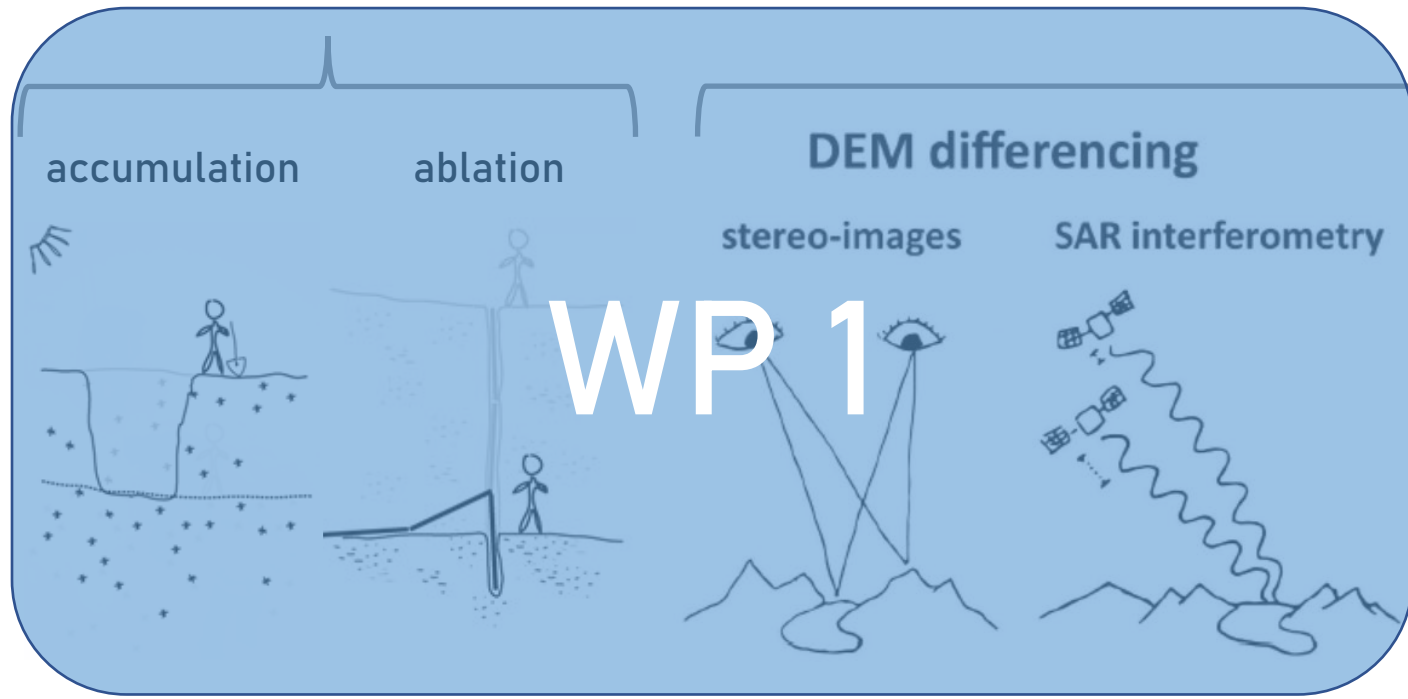 accumulation
ablation
DEM differencing
stereo-images
SAR interferometry
WP 1